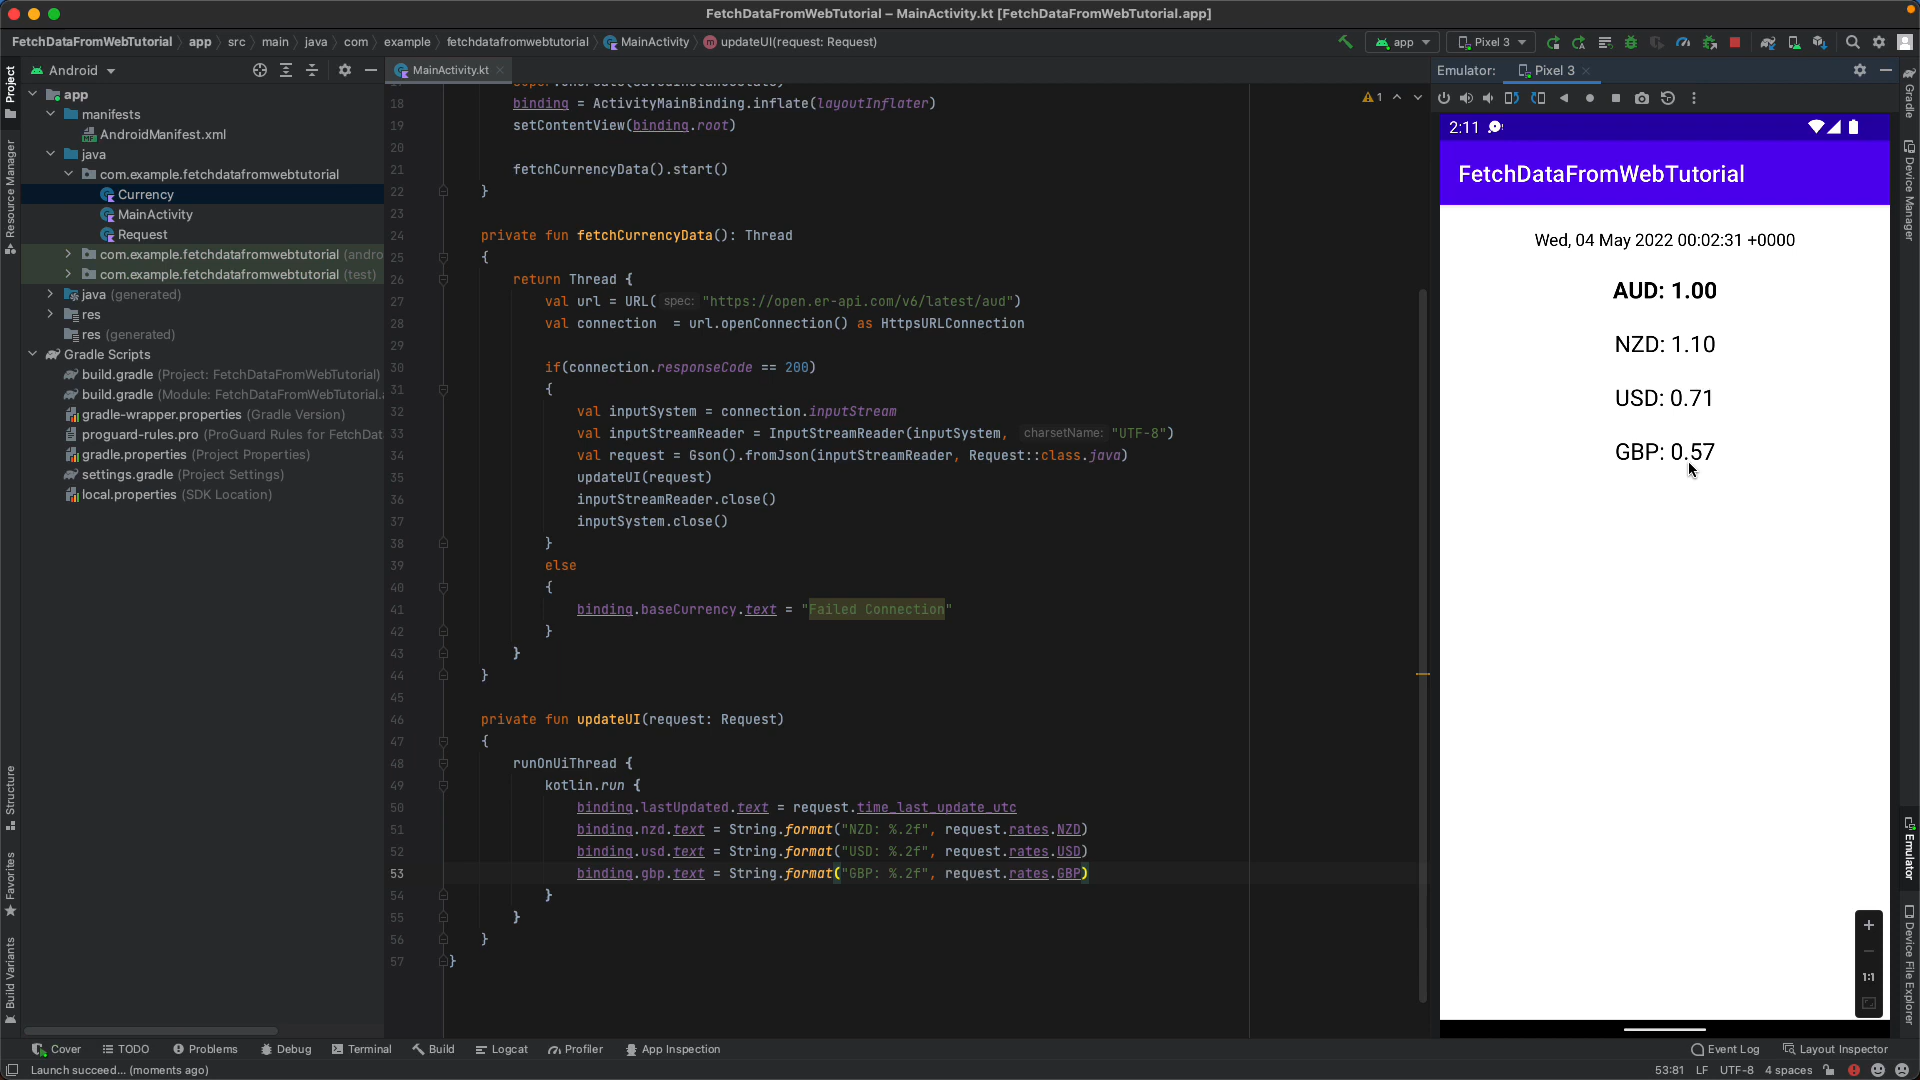 FetchDataFromWebTutorial – MainActivity.kt [FetchDataFromWebTutorial.app]
FetchDataFromWebTutorial app src main java com example fetchdatafromwebtutorial MainActivity updateUI(request: Request)
app Pixel 3
Project
Resource Manager
Structure
Favorites
Build Variants
Android
app
manifests
AndroidManifest.xml
java
com.example.fetchdatafromwebtutorial
Currency
MainActivity
Request
com.example.fetchdatafromwebtutorial (andro
com.example.fetchdatafromwebtutorial (test)
java (generated)
res
res (generated)
Gradle Scripts
build.gradle (Project: FetchDataFromWebTutorial)
build.gradle (Module: FetchDataFromWebTutorial.
gradle-wrapper.properties (Gradle Version)
proguard-rules.pro (ProGuard Rules for FetchDat
gradle.properties (Project Properties)
settings.gradle (Project Settings)
local.properties (SDK Location)
MainActivity.kt
1
18 binding = ActivityMainBinding.inflate(layoutInflater)
19 setContentView(binding.root)
20
21 fetchCurrencyData().start()
22 }
23
24 private fun fetchCurrencyData(): Thread
25 {
26 return Thread {
27 val url = URL( spec: "https://open.er-api.com/v6/latest/aud")
28 val connection  = url.openConnection() as HttpsURLConnection
29
30 if(connection.responseCode == 200)
31 {
32 val inputSystem = connection.inputStream
33 val inputStreamReader = InputStreamReader(inputSystem, charsetName: "UTF-8")
34 val request = Gson().fromJson(inputStreamReader, Request::class.java)
35 updateUI(request)
36 inputStreamReader.close()
37 inputSystem.close()
38 }
39 else
40 {
41 binding.baseCurrency.text = "Failed Connection"
42 }
43 }
44 }
45
46 private fun updateUI(request: Request)
47 {
48 runOnUiThread {
49 kotlin.run {
50 binding.lastUpdated.text = request.time_last_update_utc
51 binding.nzd.text = String.format("NZD: %.2f", request.rates.NZD)
52 binding.usd.text = String.format("USD: %.2f", request.rates.USD)
53 binding.gbp.text = String.format("GBP: %.2f", request.rates.GBP)
54 }
55 }
56 }
57 }
Emulator: Pixel 3
2:11
FetchDataFromWebTutorial
Wed, 04 May 2022 00:02:31 +0000
AUD: 1.00
NZD: 1.10
USD: 0.71
GBP: 0.57
1:1
Gradle
Device Manager
Emulator
Device File Explorer
Cover TODO Problems Debug Terminal Build Logcat Profiler App Inspection Event Log Layout Inspector
Launch succeed... (moments ago) 53:81 LF UTF-8 4 spaces